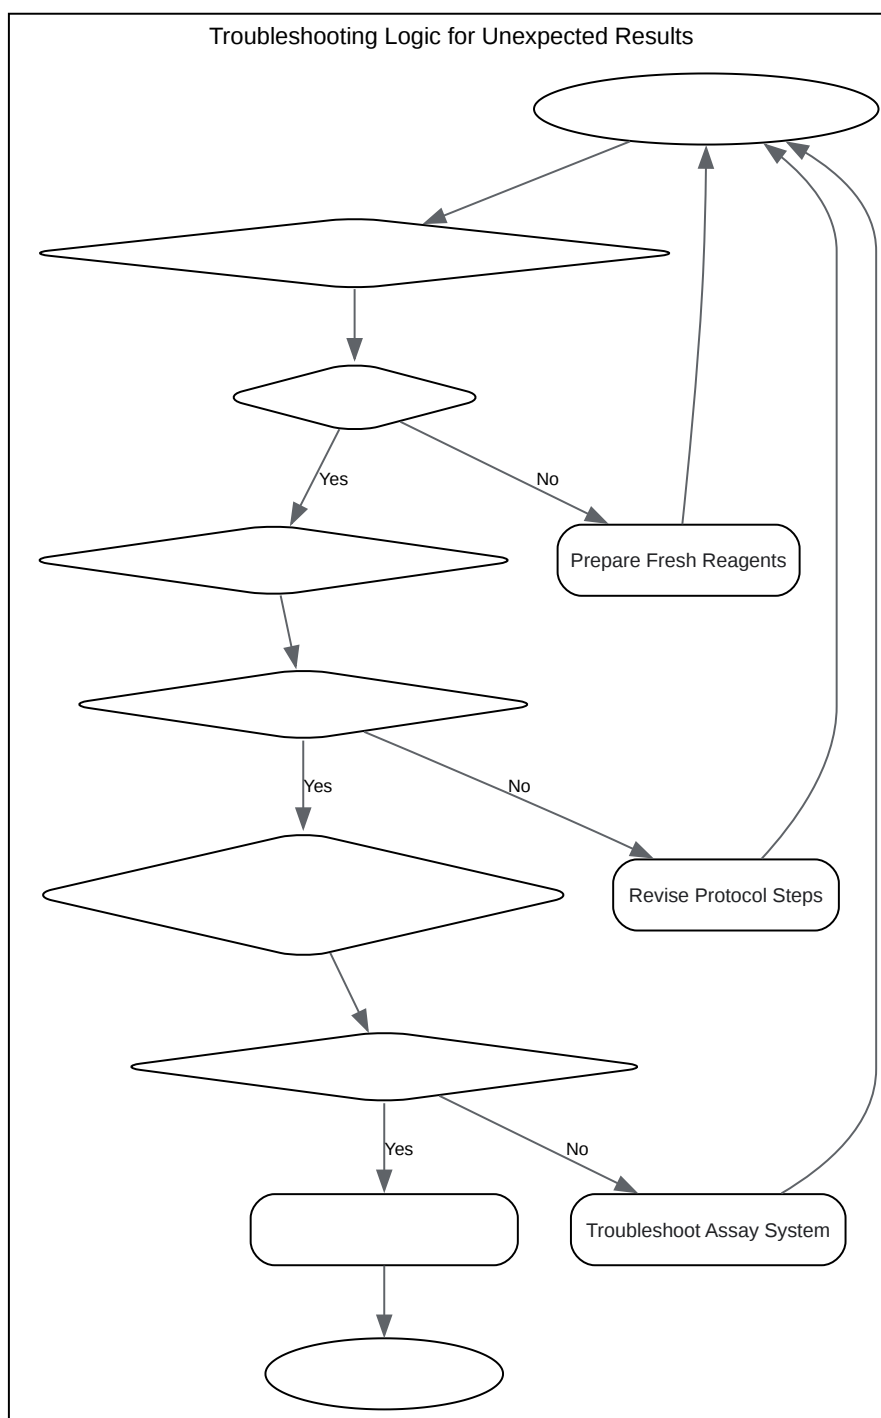 Troubleshooting Logic for Unexpected Results
Yes
No
Prepare Fresh Reagents
Yes
No
Revise Protocol Steps
Yes
No
Troubleshoot Assay System